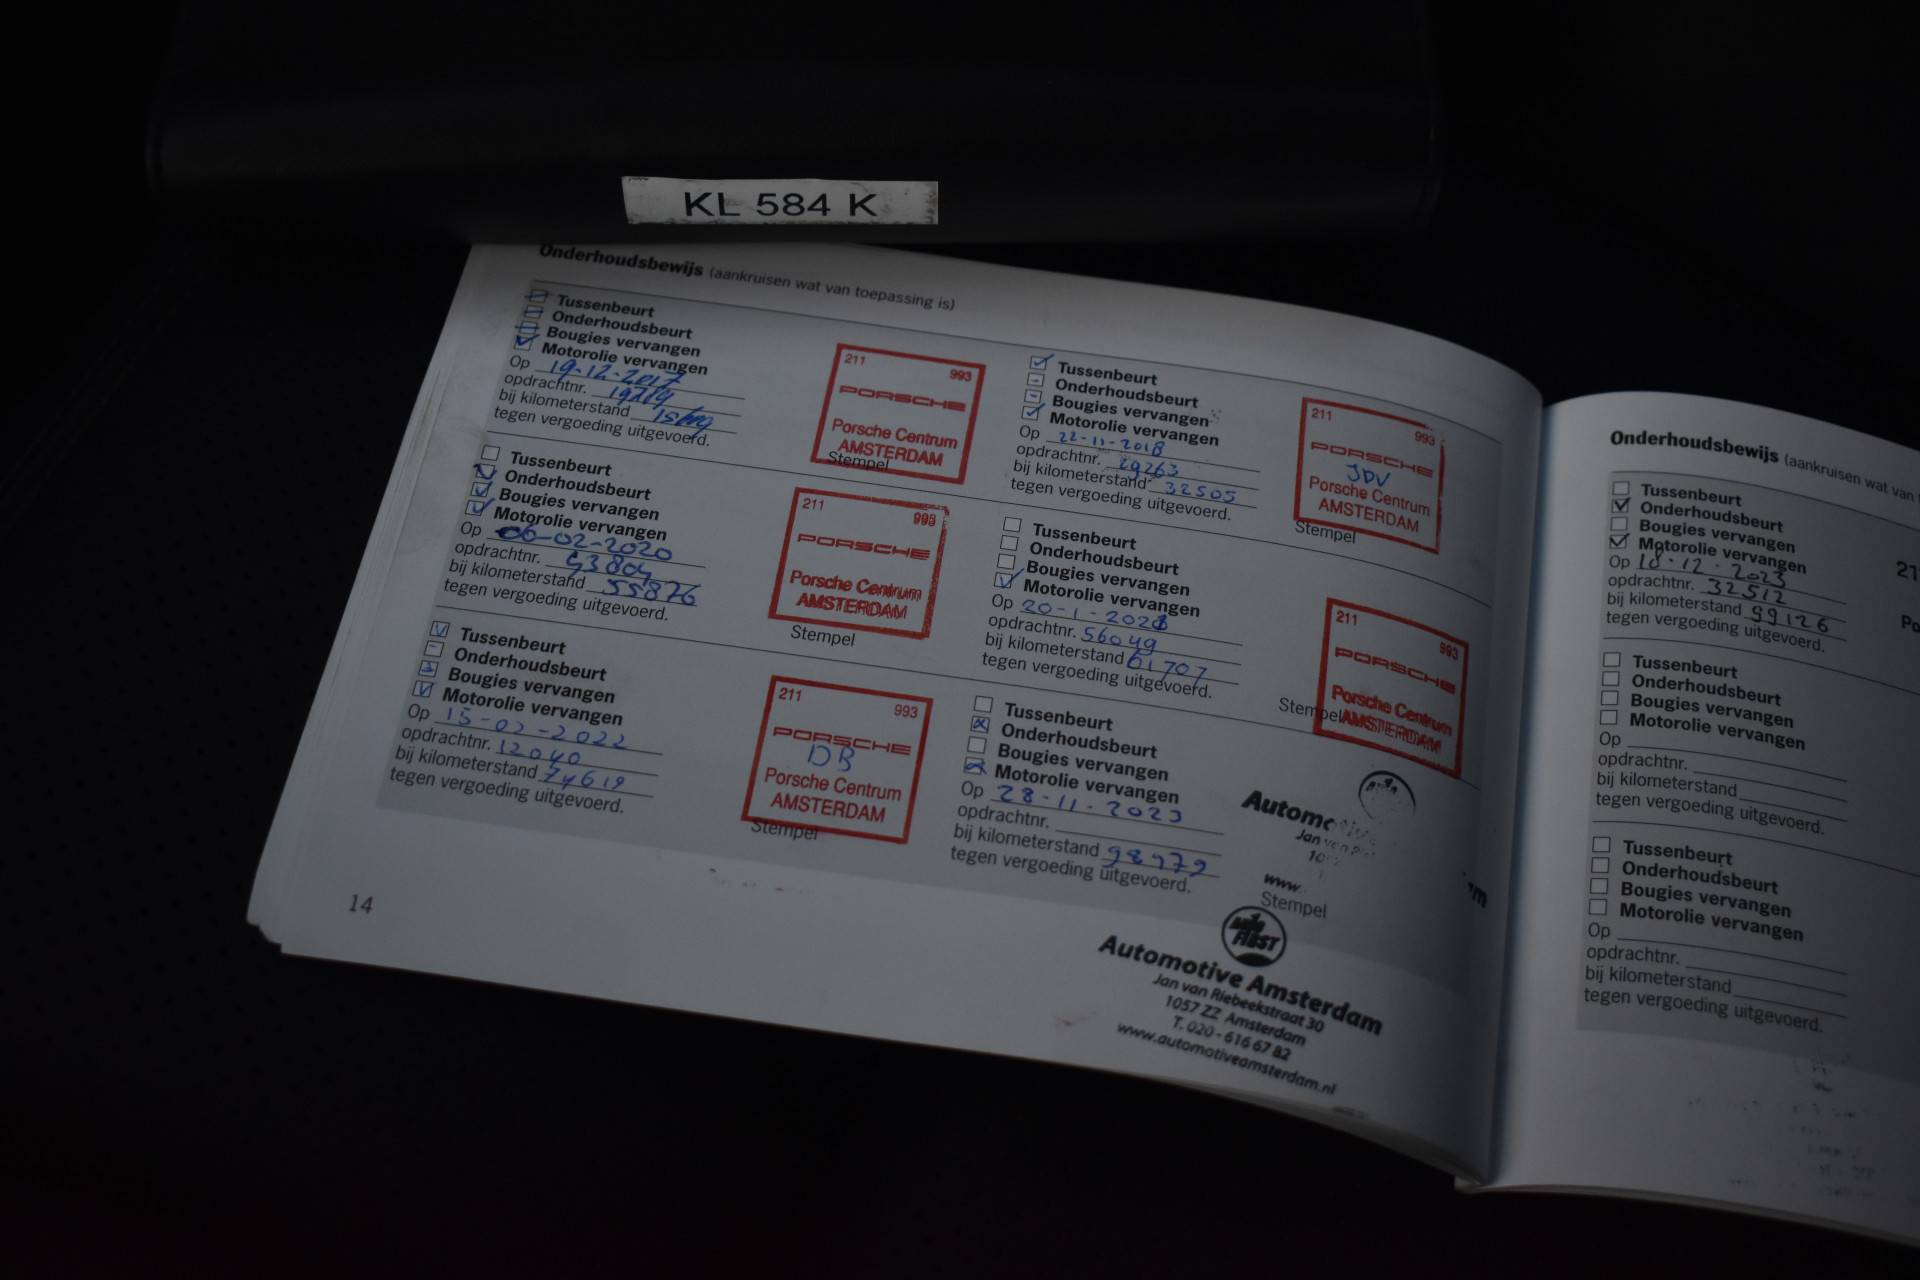 KL 584 K
Onderhoudsbewijs (aankruisen wat van toepassing is)
Tussenbeurt
Onderhoudsbeurt
Bougies vervangen
Motorolie vervangen
Op 19-12-2017
opdrachtnr.
bij kilometerstand
tegen vergoeding uitgevoerd.
211 993
PORSCHE
Porsche Centrum
AMSTERDAM
Stempel
Tussenbeurt
Onderhoudsbeurt
Bougies vervangen
Motorolie vervangen
Op 22-11-2018
opdrachtnr. 29263
bij kilometerstand 32505
tegen vergoeding uitgevoerd.
211 993
PORSCHE
JDV
Porsche Centrum
AMSTERDAM
Stempel
Tussenbeurt
Onderhoudsbeurt
Bougies vervangen
Motorolie vervangen
Op 06-02-2020
opdrachtnr. 43804
bij kilometerstand 55876
tegen vergoeding uitgevoerd.
211 993
PORSCHE
Porsche Centrum
AMSTERDAM
Stempel
Tussenbeurt
Onderhoudsbeurt
Bougies vervangen
Motorolie vervangen
Op 20-1-2021
opdrachtnr. 56049
bij kilometerstand 61707
tegen vergoeding uitgevoerd.
211 993
PORSCHE
Porsche Centrum
AMSTERDAM
Stempel
Tussenbeurt
Onderhoudsbeurt
Bougies vervangen
Motorolie vervangen
Op 15-02-2022
opdrachtnr. 12040
bij kilometerstand 74619
tegen vergoeding uitgevoerd.
211 993
PORSCHE
DB
Porsche Centrum
AMSTERDAM
Stempel
Tussenbeurt
Onderhoudsbeurt
Bougies vervangen
Motorolie vervangen
Op 28-11-2023
opdrachtnr.
bij kilometerstand 98979
tegen vergoeding uitgevoerd.
Automotive
Jan van
www.
Stempel
14
FIRST
Automotive Amsterdam
Jan van Riebeekstraat 30
1057 ZZ Amsterdam
T. 020 - 616 67 82
www.automotiveamsterdam.nl
Onderhoudsbewijs (aankruisen wat van
Tussenbeurt
Onderhoudsbeurt
Bougies vervangen
Motorolie vervangen
Op 18-12-2023
opdrachtnr. 32512
bij kilometerstand 99126
tegen vergoeding uitgevoerd.
Tussenbeurt
Onderhoudsbeurt
Bougies vervangen
Motorolie vervangen
Op
opdrachtnr.
bij kilometerstand
tegen vergoeding uitgevoerd.
Tussenbeurt
Onderhoudsbeurt
Bougies vervangen
Motorolie vervangen
Op
opdrachtnr.
bij kilometerstand
tegen vergoeding uitgevoerd.